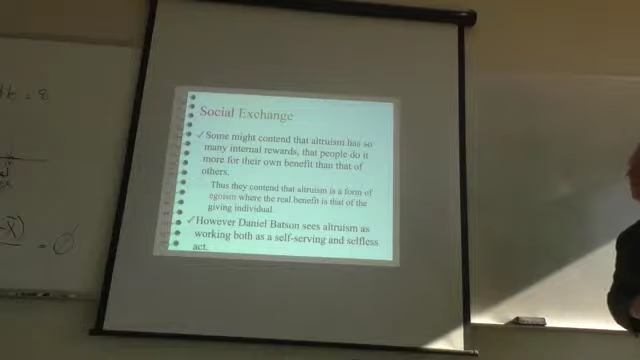 Social Exchange
✓Some might contend that altruism has so
many internal rewards, that people do it
more for their own benefit than that of
others.
Thus they contend that altruism is a form of
egoism where the real benefit is that of the
giving individual.
✓However Daniel Batson sees altruism as
working both as a self-serving and selfless
act.
= 0